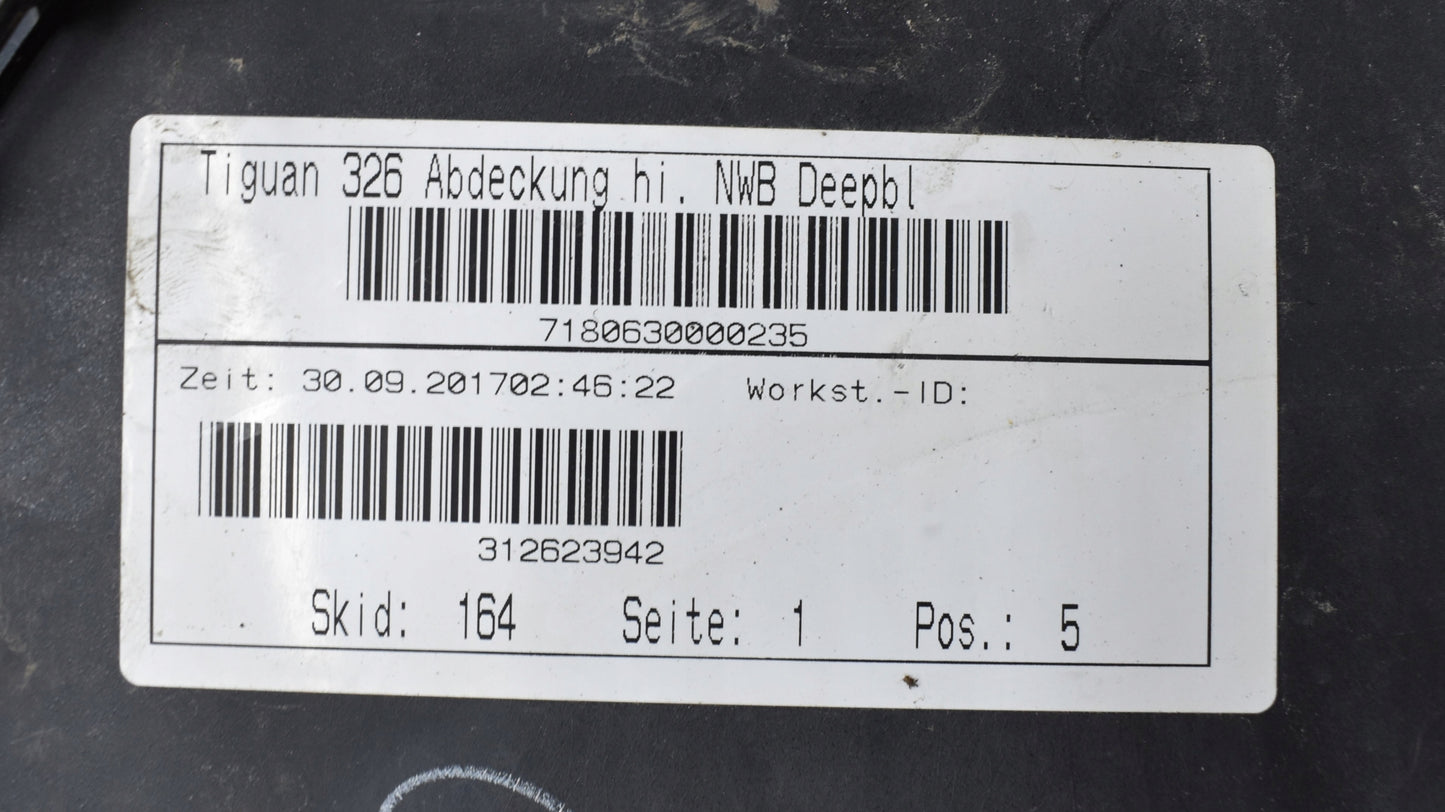 Tiguan 326 Abdeckung hi. NWB Deepbl
7180630000235
Zeit: 30.09.201702:46:22 Workst.-ID:
312623942
Skid: 164 Seite: 1 Pos.: 5